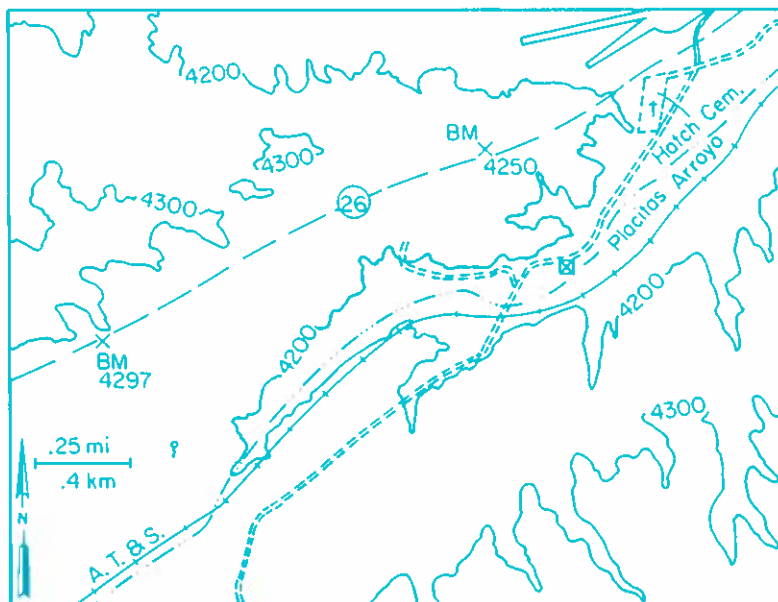 4200
BM
4250
Hatch Cem.
Placitas Arroyo
4300
4300
26
4200
4200
BM
4297
4300
.25 mi
.4 km
N
A.T. & S.